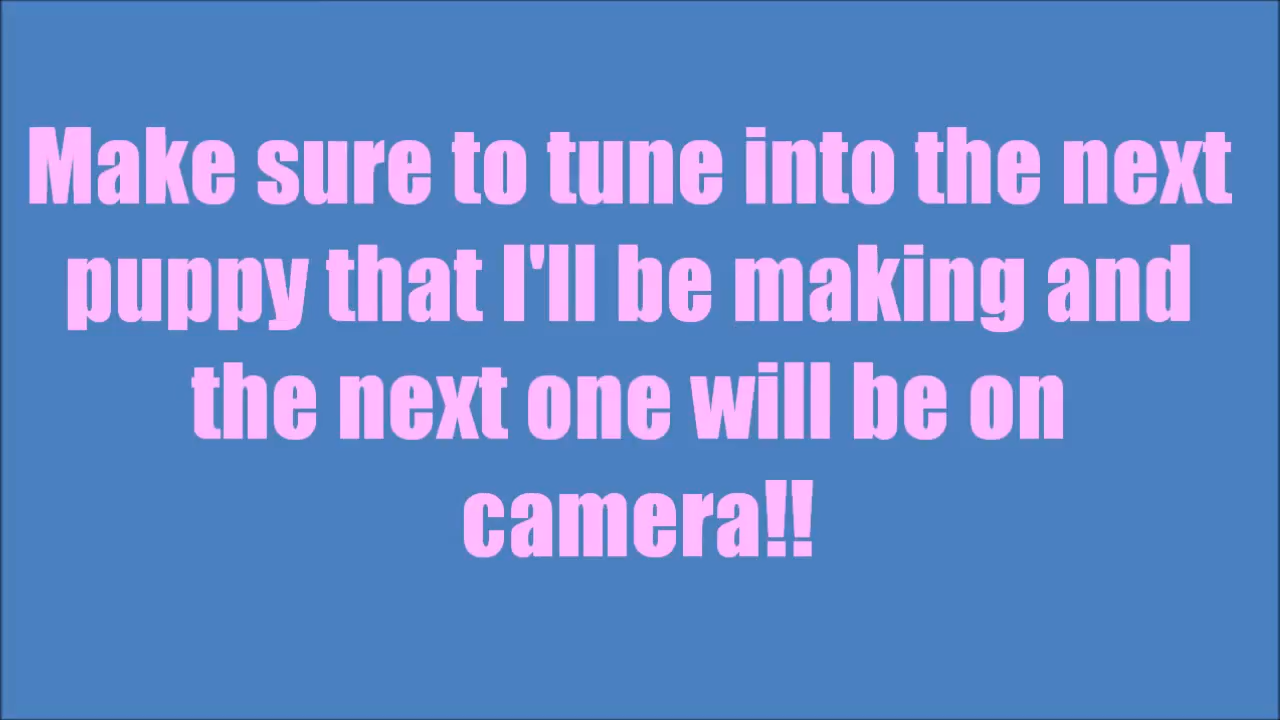 Make sure to tune into the next
puppy that I'll be making and
the next one will be on
camera!!